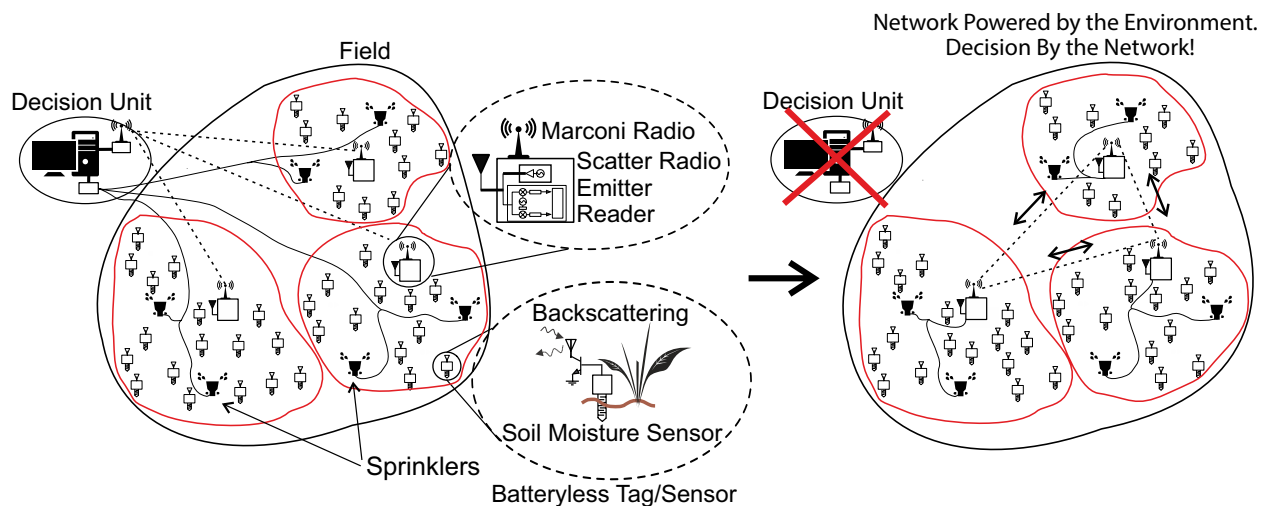 Network Powered by the Environment.
Decision By the Network!
Field
Decision Unit
Marconi Radio
Scatter Radio
Emitter
Reader
Backscattering
Soil Moisture Sensor
Sprinklers
Batteryless Tag/Sensor
Decision Unit